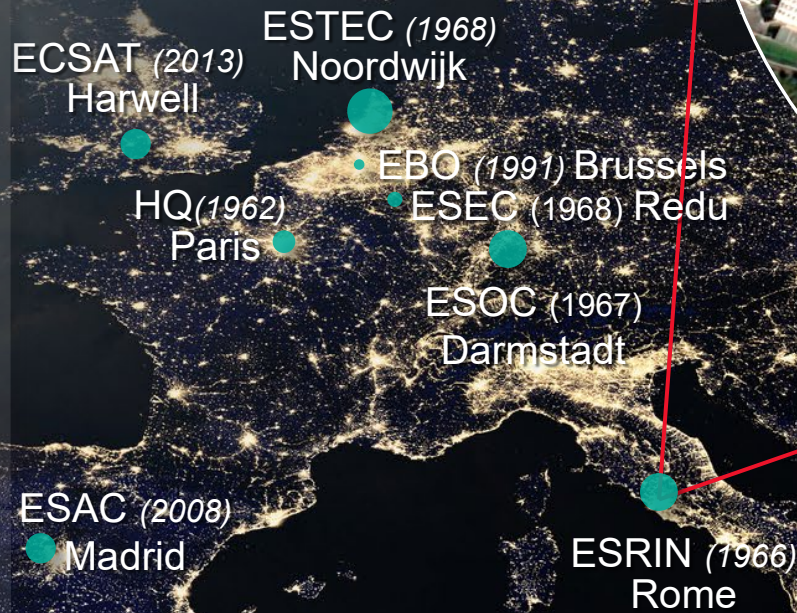 ESTEC (1968)
Noordwijk
ECSAT (2013)
Harwell
EBO (1991) Brussels
HQ(1962)
Paris
ESEC (1968) Redu
ESOC (1967)
Darmstadt
ESAC (2008)
Madrid
ESRIN (1966)
Rome